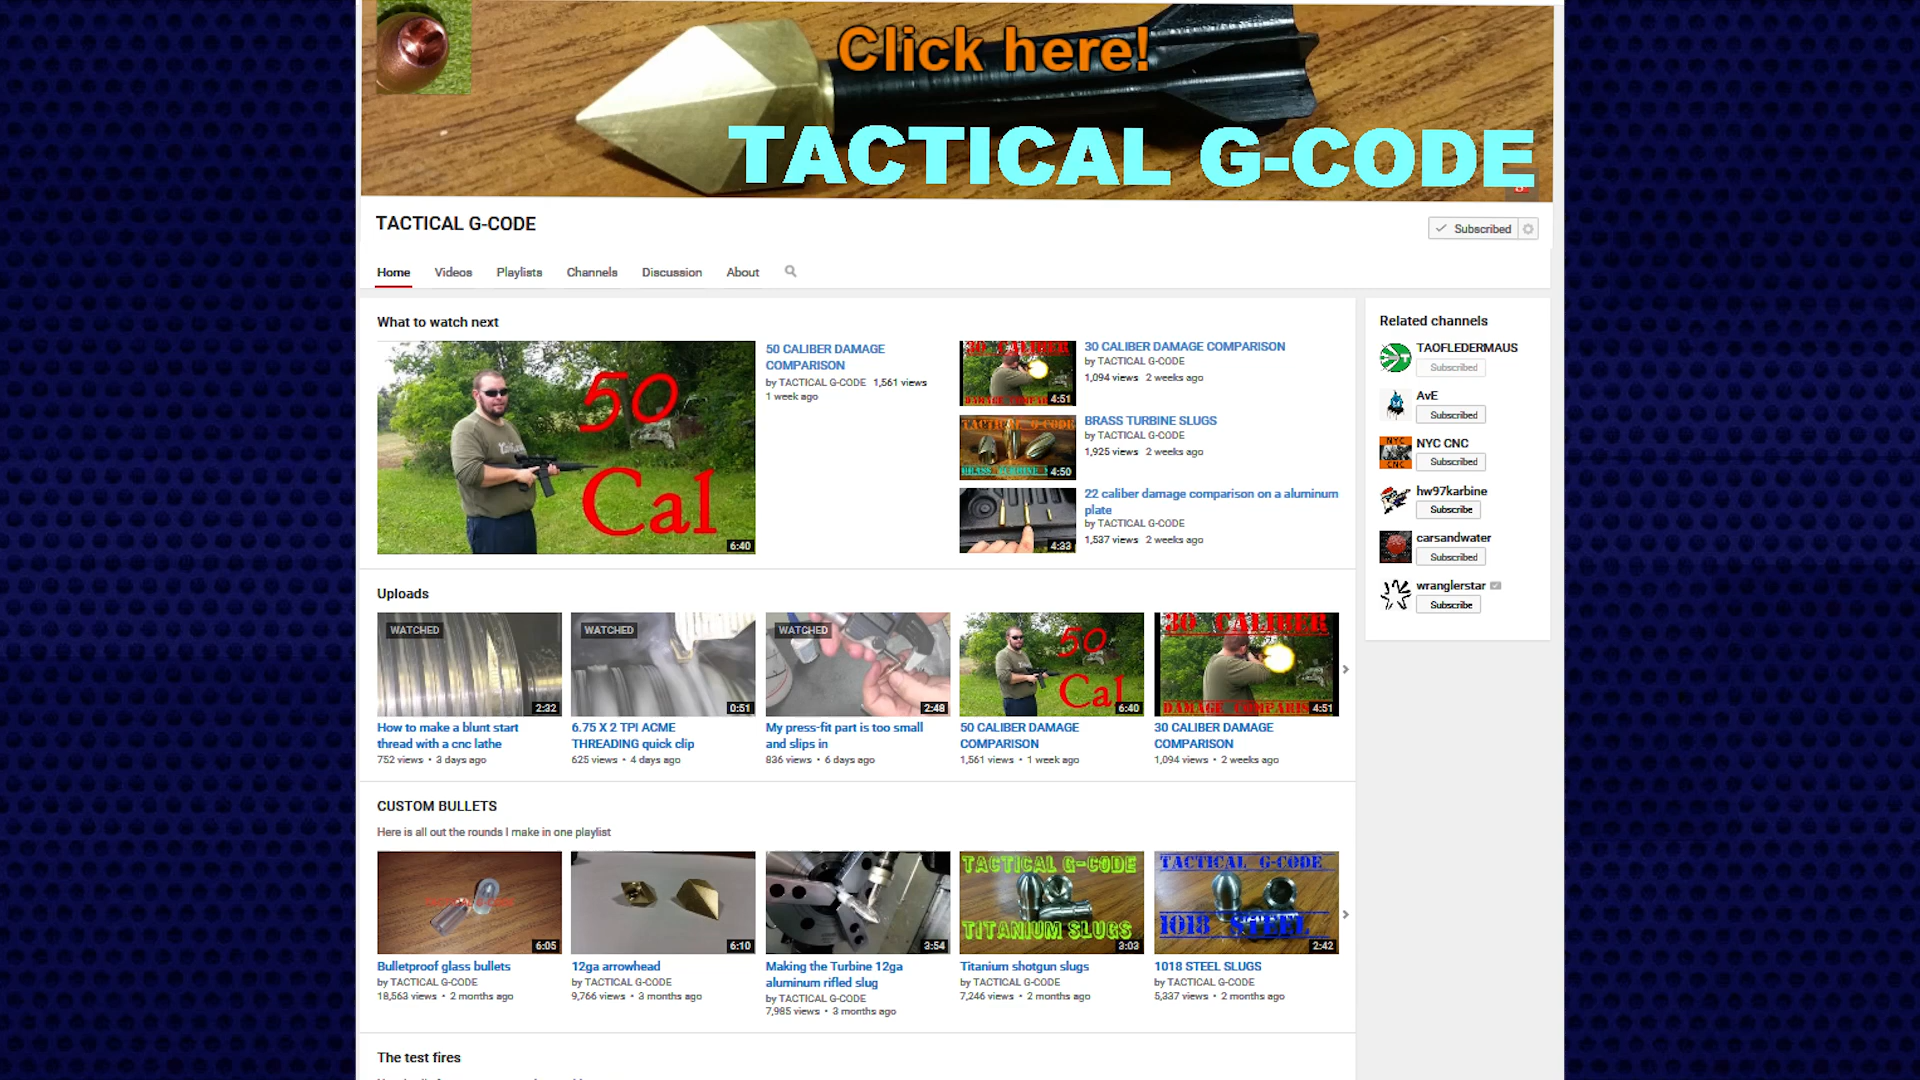 Click here!
TACTICAL G-CODE
TACTICAL G-CODE
Subscribed
Home
Videos
Playlists
Channels
Discussion
About
What to watch next
50
Cal
6:40
50 CALIBER DAMAGE
COMPARISON
by TACTICAL G-CODE 1,561 views
1 week ago
30 CALIBER
4:51
30 CALIBER DAMAGE COMPARISON
by TACTICAL G-CODE
1,094 views 2 weeks ago
TACTICAL G-CODE
4:50
BRASS TURBINE SLUGS
by TACTICAL G-CODE
1,925 views 2 weeks ago
4:33
22 caliber damage comparison on a aluminum
plate
by TACTICAL G-CODE
1,537 views 2 weeks ago
Related channels
TAOFLEDERMAUS
Subscribed
AvE
Subscribed
NYC
CNC
NYC CNC
Subscribed
hw97karbine
Subscribe
carsandwater
Subscribed
wranglerstar
Subscribe
Uploads
WATCHED
2:32
How to make a blunt start
thread with a cnc lathe
752 views • 3 days ago
WATCHED
0:51
6.75 X 2 TPI ACME
THREADING quick clip
625 views • 4 days ago
WATCHED
2:48
My press-fit part is too small
and slips in
836 views • 6 days ago
50
Cal
6:40
50 CALIBER DAMAGE
COMPARISON
1,561 views • 1 week ago
30 CALIBER
DAMAGE COMPARIS
4:51
30 CALIBER DAMAGE
COMPARISON
1,094 views • 2 weeks ago
CUSTOM BULLETS
Here is all out the rounds I make in one playlist
TACTICAL G-CODE
6:05
Bulletproof glass bullets
by TACTICAL G-CODE
18,563 views • 2 months ago
6:10
12ga arrowhead
by TACTICAL G-CODE
9,766 views • 3 months ago
3:54
Making the Turbine 12ga
aluminum rifled slug
by TACTICAL G-CODE
7,985 views • 3 months ago
TACTICAL G-CODE
TITANIUM SLUGS
3:03
Titanium shotgun slugs
by TACTICAL G-CODE
7,246 views • 2 months ago
TACTICAL G-CODE
1018 STEEL
2:42
1018 STEEL SLUGS
by TACTICAL G-CODE
5,337 views • 2 months ago
The test fires